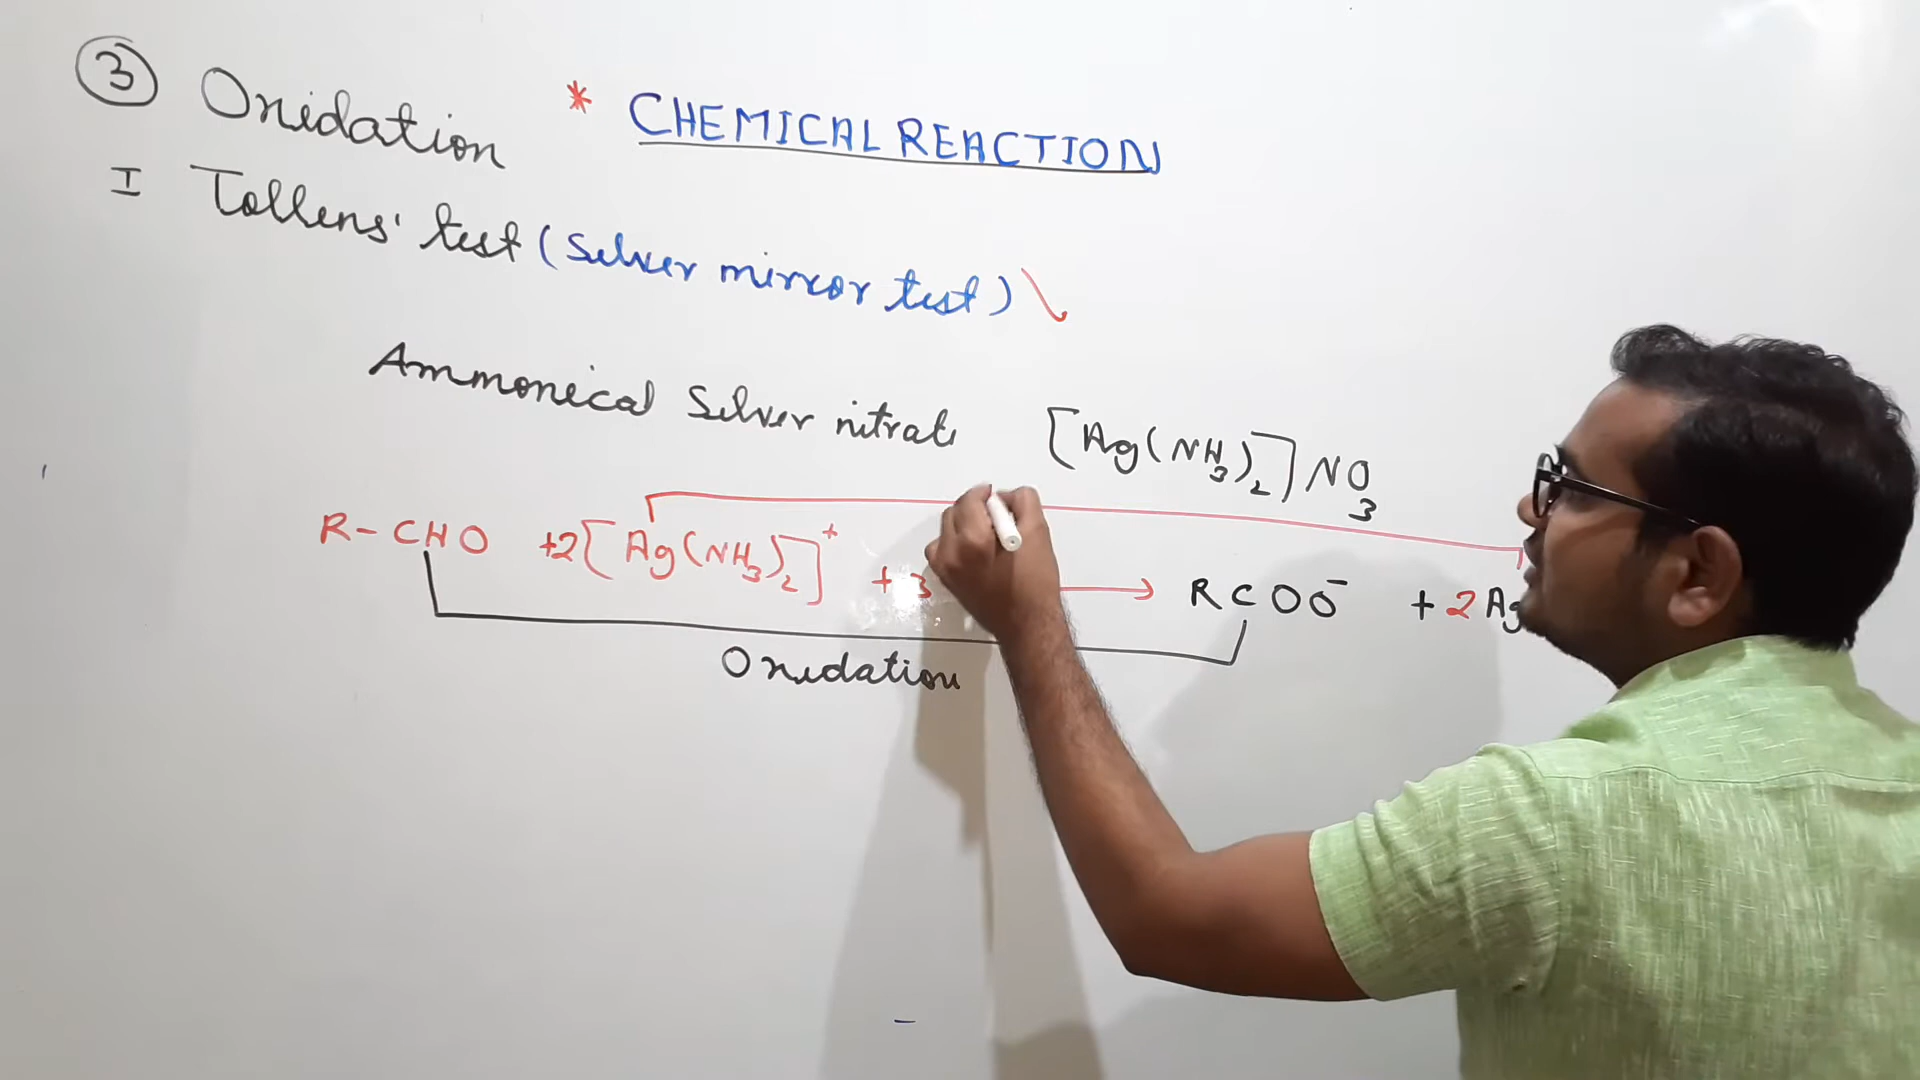 ③ Oxidation
* CHEMICAL REACTION
I Tollens' test (Silver mirror test)
Ammonical Silver nitrate [Ag(NH₃)₂]NO₃
R-CHO +2[Ag(NH₃)₂]⁺ + 3 → RCOO⁻ + 2Ag
Oxidation